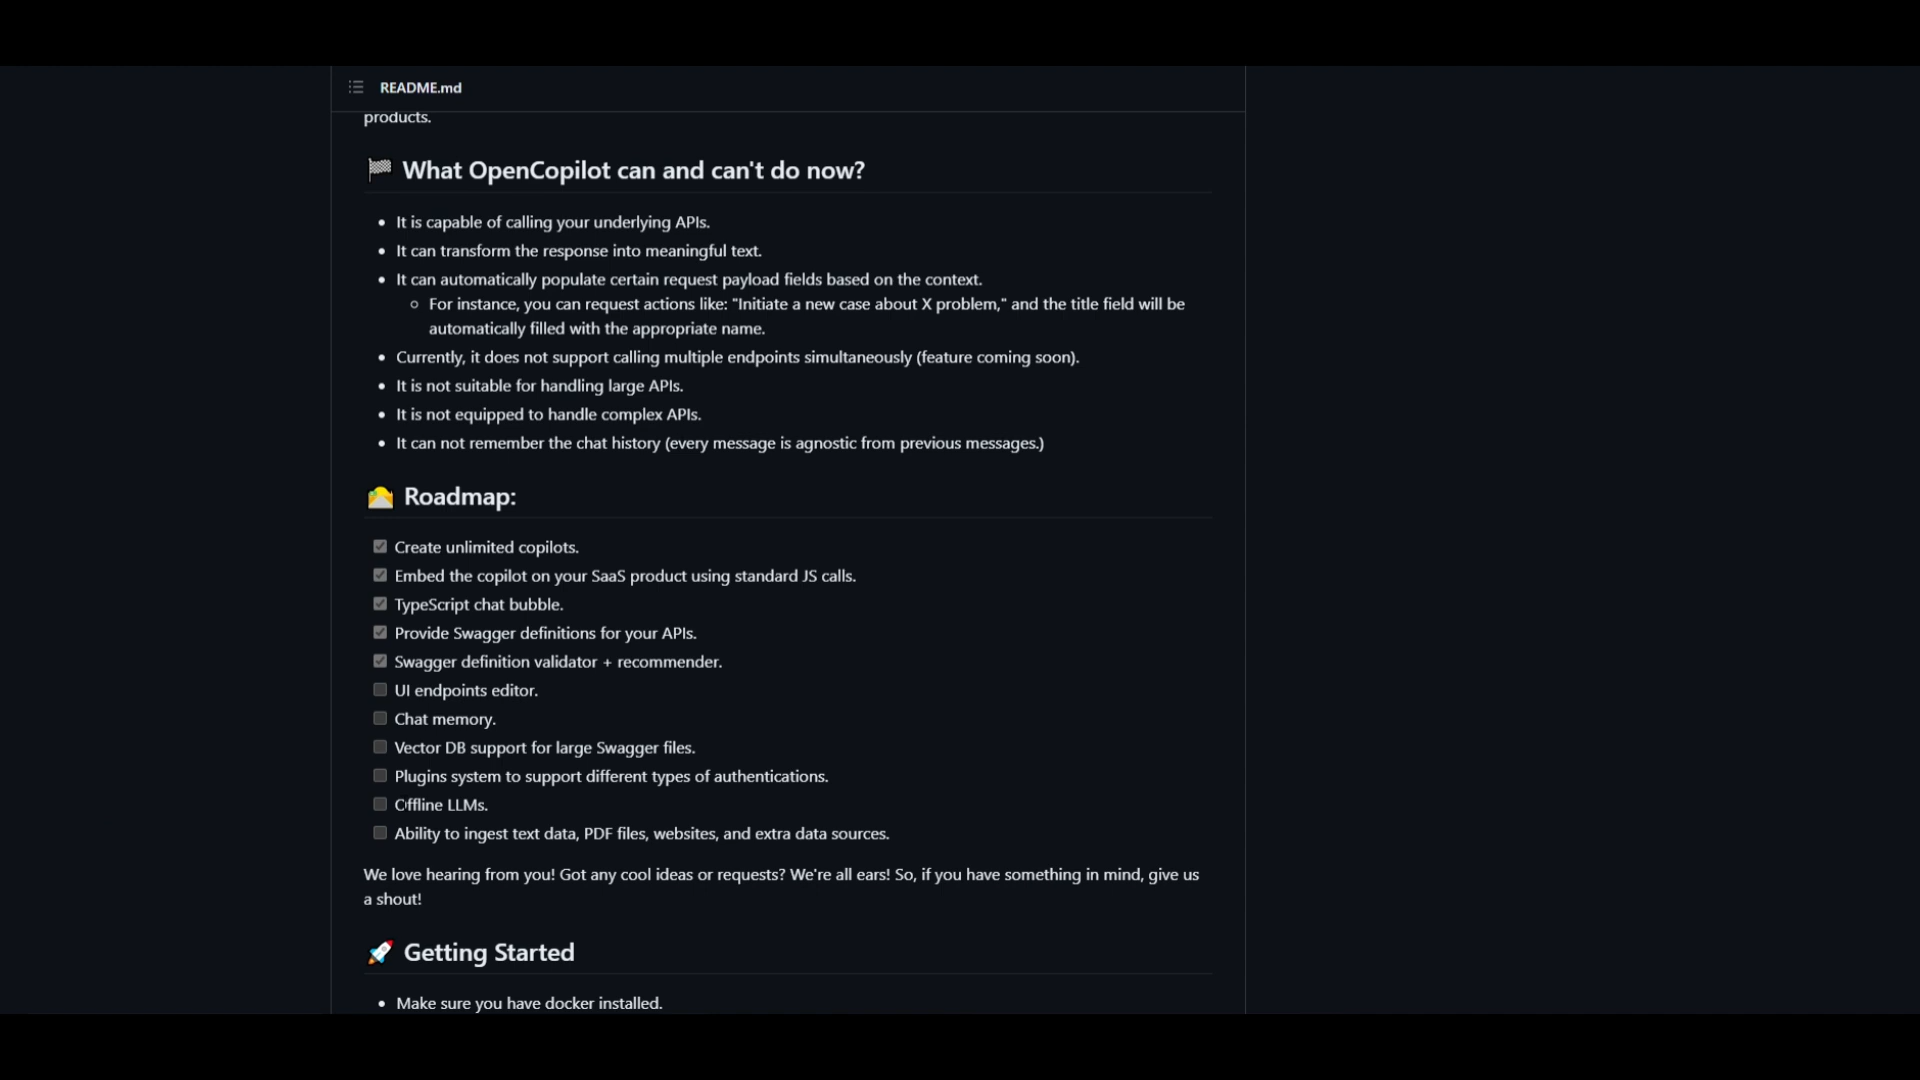 README.md
products.
What OpenCopilot can and can't do now?
It is capable of calling your underlying APIs.
It can transform the response into meaningful text.
It can automatically populate certain request payload fields based on the context.
For instance, you can request actions like: "Initiate a new case about X problem," and the title field will be
automatically filled with the appropriate name.
Currently, it does not support calling multiple endpoints simultaneously (feature coming soon).
It is not suitable for handling large APIs.
It is not equipped to handle complex APIs.
It can not remember the chat history (every message is agnostic from previous messages.)
Roadmap:
Create unlimited copilots.
Embed the copilot on your SaaS product using standard JS calls.
TypeScript chat bubble.
Provide Swagger definitions for your APIs.
Swagger definition validator + recommender.
UI endpoints editor.
Chat memory.
Vector DB support for large Swagger files.
Plugins system to support different types of authentications.
Offline LLMs.
Ability to ingest text data, PDF files, websites, and extra data sources.
We love hearing from you! Got any cool ideas or requests? We're all ears! So, if you have something in mind, give us
a shout!
Getting Started
Make sure you have docker installed.